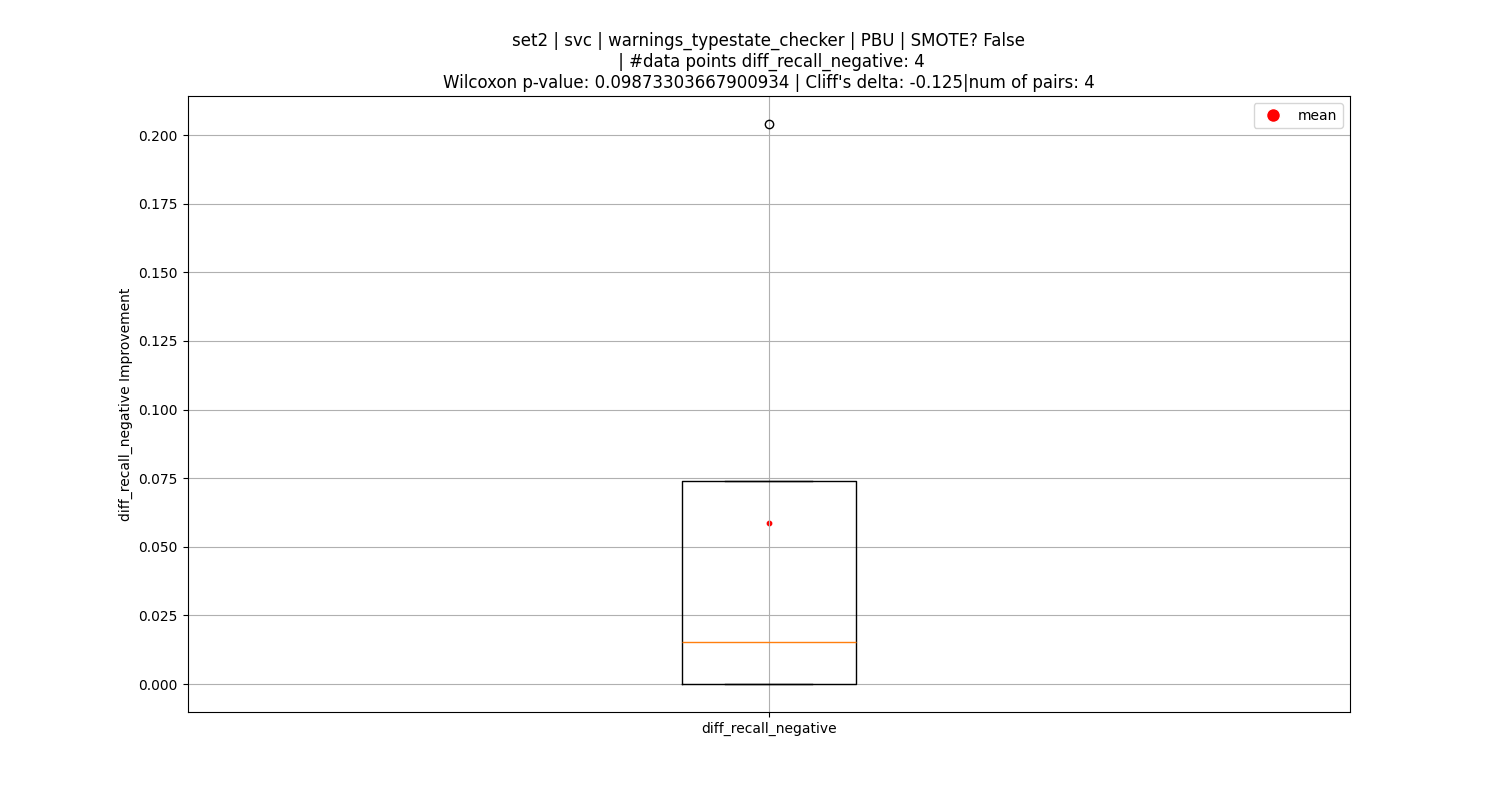 set2 | svc | warnings_typestate_checker | PBU | SMOTE? False
| #data points diff_recall_negative: 4
Wilcoxon p-value: 0.09873303667900934 | Cliff's delta: -0.125|num of pairs: 4
mean
0.200
0.175
0.150
0.125
0.100
0.075
0.050
0.025
0.000
diff_recall_negative Improvement
diff_recall_negative